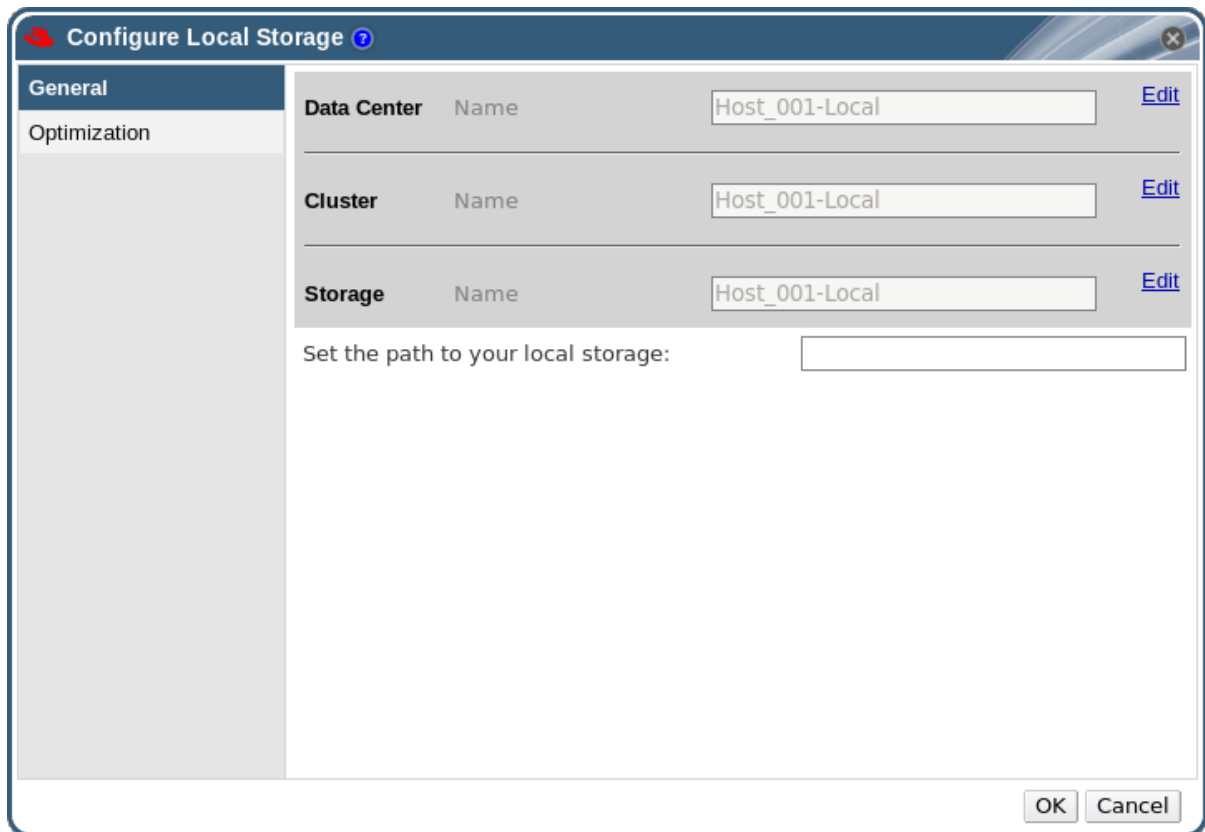 Configure Local Storage ?
General
Optimization
Data Center Name Host_001-Local Edit
Cluster Name Host_001-Local Edit
Storage Name Host_001-Local Edit
Set the path to your local storage:
OK Cancel